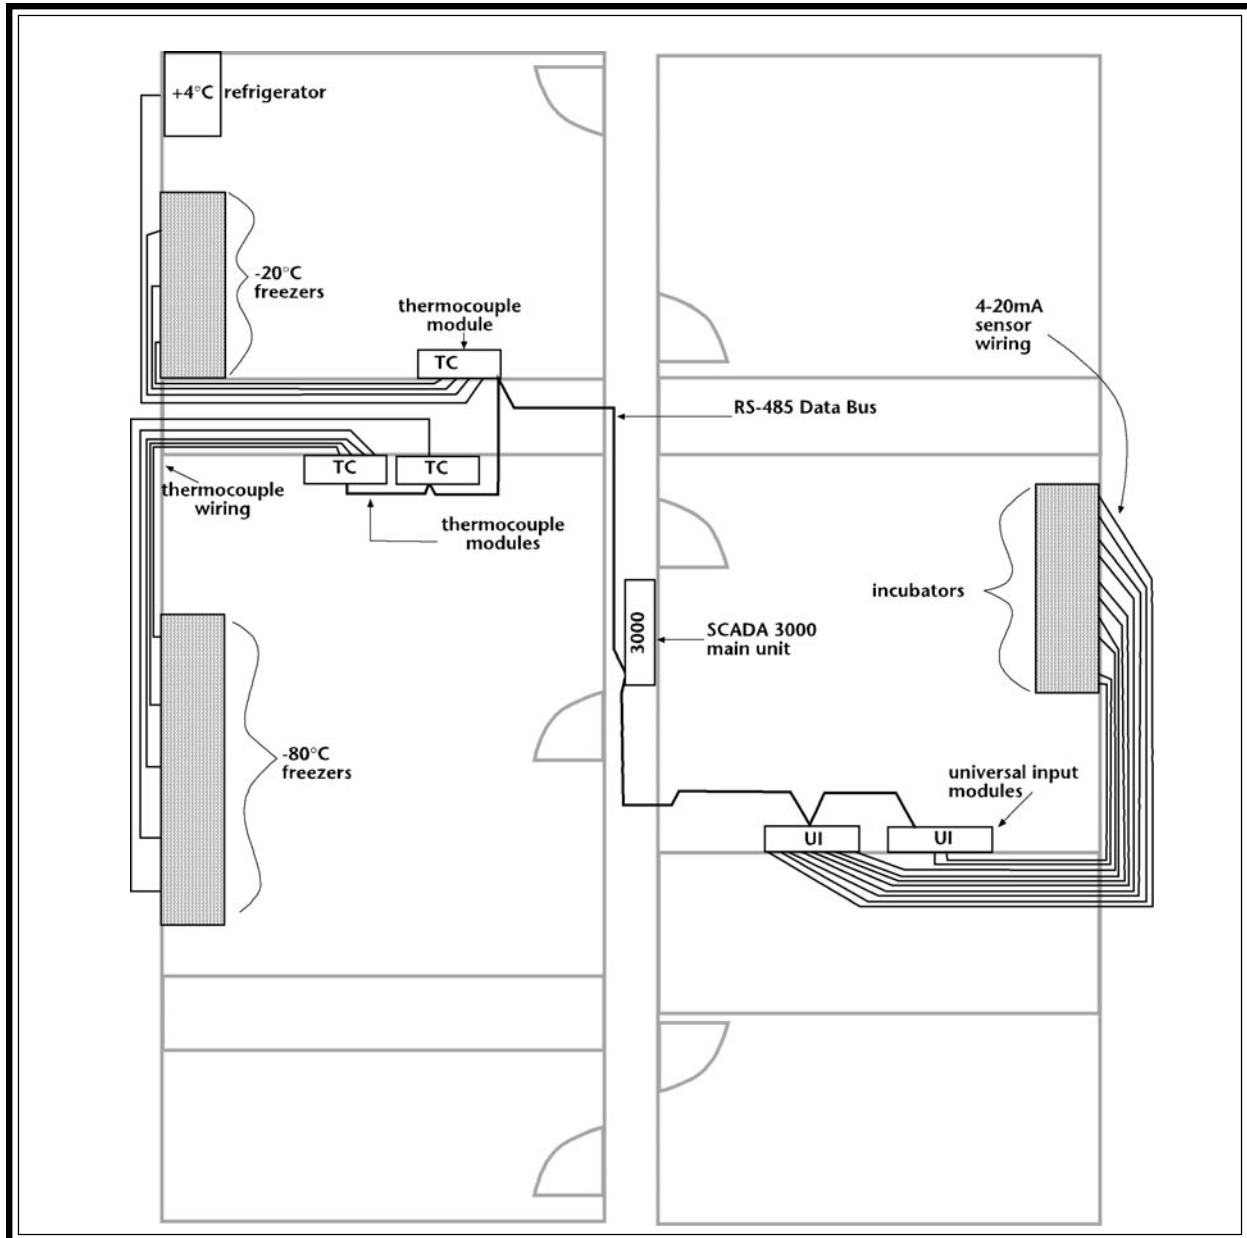 +4°C refrigerator
-20°C
freezers
thermocouple
module
TC
4-20mA
sensor
wiring
RS-485 Data Bus
TC
TC
thermocouple
wiring
thermocouple
modules
incubators
3000
SCADA 3000
main unit
-80°C
freezers
universal input
modules
UI
UI